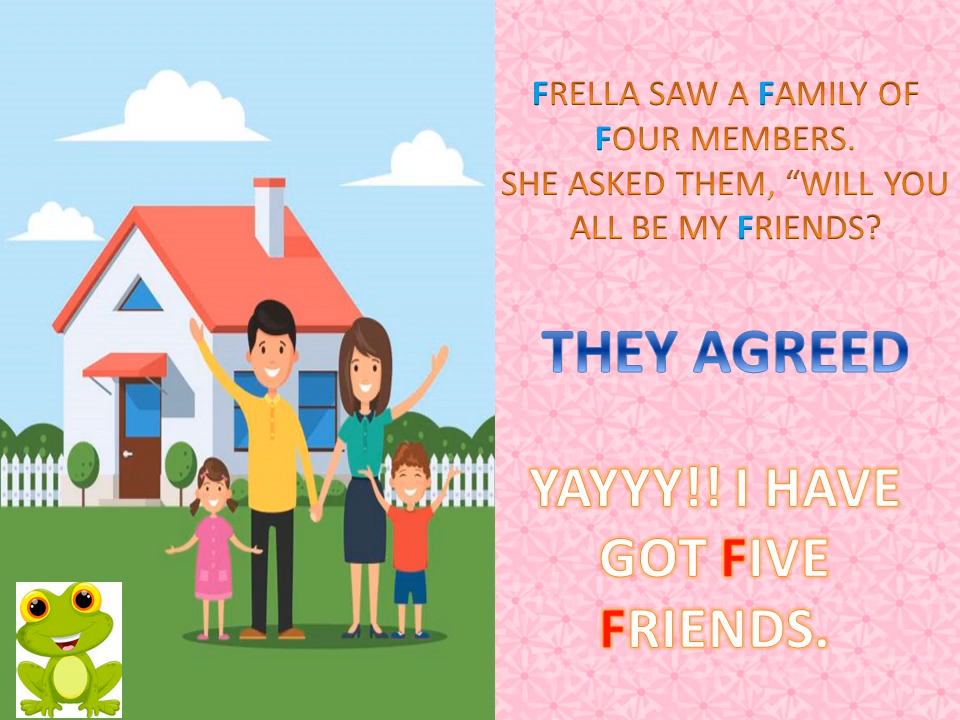 FRELLA SAW A FAMILY OF
FOUR MEMBERS.
SHE ASKED THEM, “WILL YOU
ALL BE MY FRIENDS?
THEY AGREED
YAYYY!! I HAVE
GOT FIVE
FRIENDS.